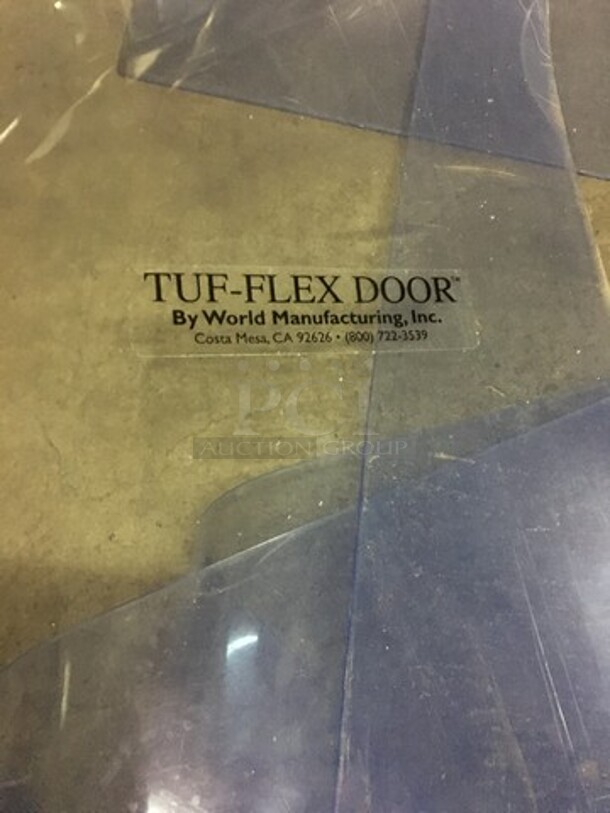 TUF-FLEX DOOR™
By World Manufacturing, Inc.
Costa Mesa, CA 92626 • (800) 722-3539
PCI
AUCTION GROUP